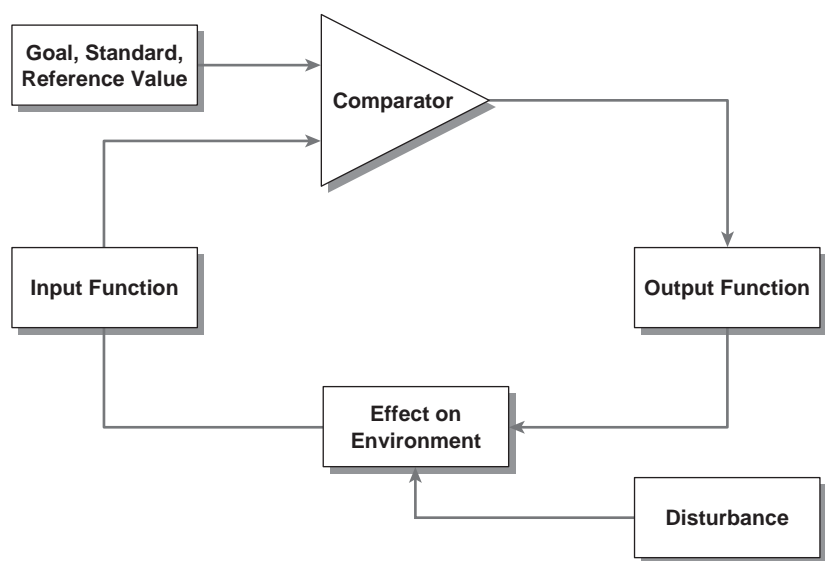 Goal, Standard,
Reference Value
Comparator
Input Function
Output Function
Effect on
Environment
Disturbance